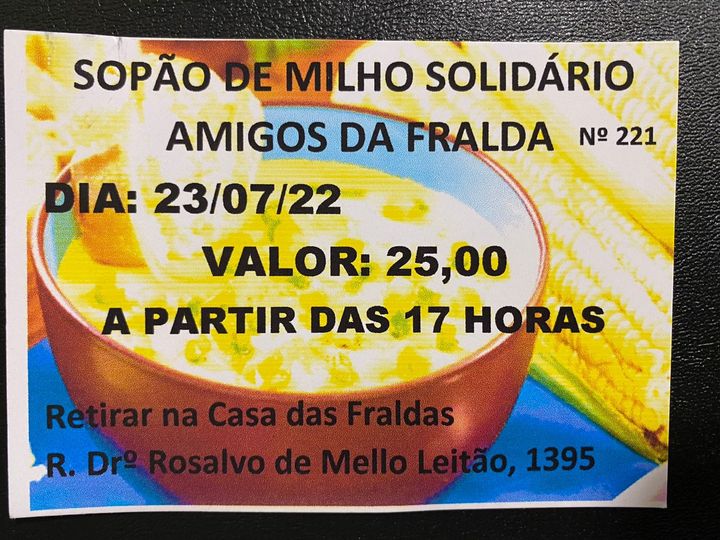 SOPÃO DE MILHO SOLIDÁRIO
AMIGOS DA FRALDA Nº 221
DIA: 23/07/22
VALOR: 25,00
A PARTIR DAS 17 HORAS
Retirar na Casa das Fraldas
R. Drº Rosalvo de Mello Leitão, 1395